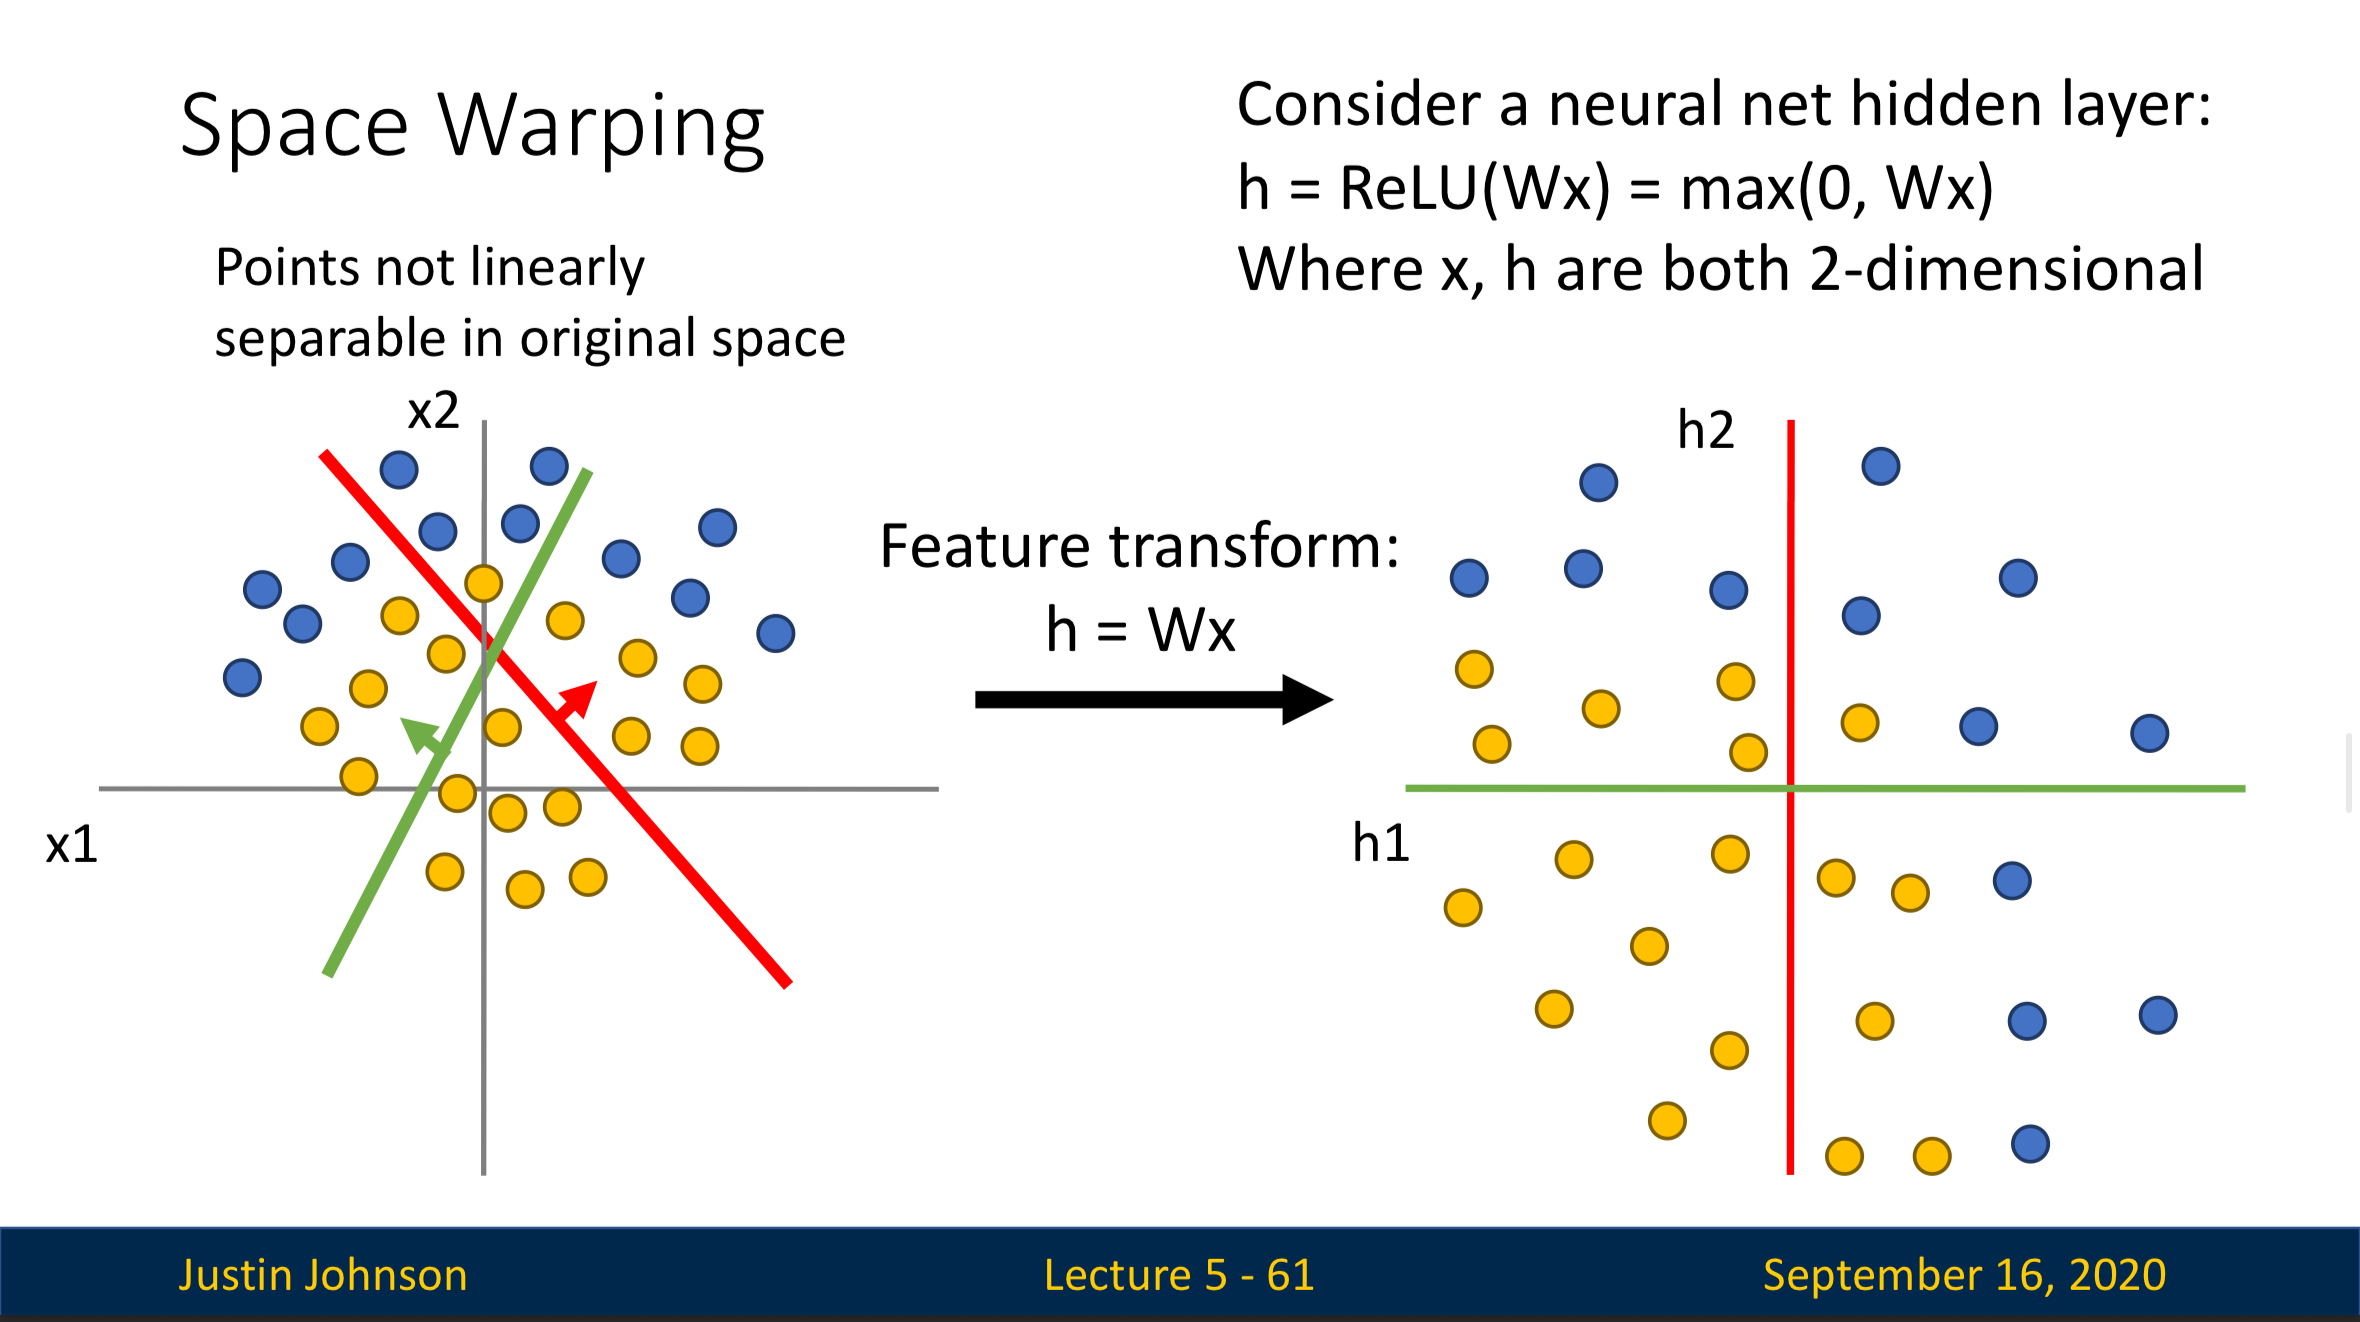 Space Warping
Consider a neural net hidden layer:
h = ReLU(Wx) = max(0, Wx)
Where x, h are both 2-dimensional
Points not linearly
separable in original space
x2
x1
Feature transform:
h = Wx
h2
h1
Justin Johnson
Lecture 5 - 61
September 16, 2020